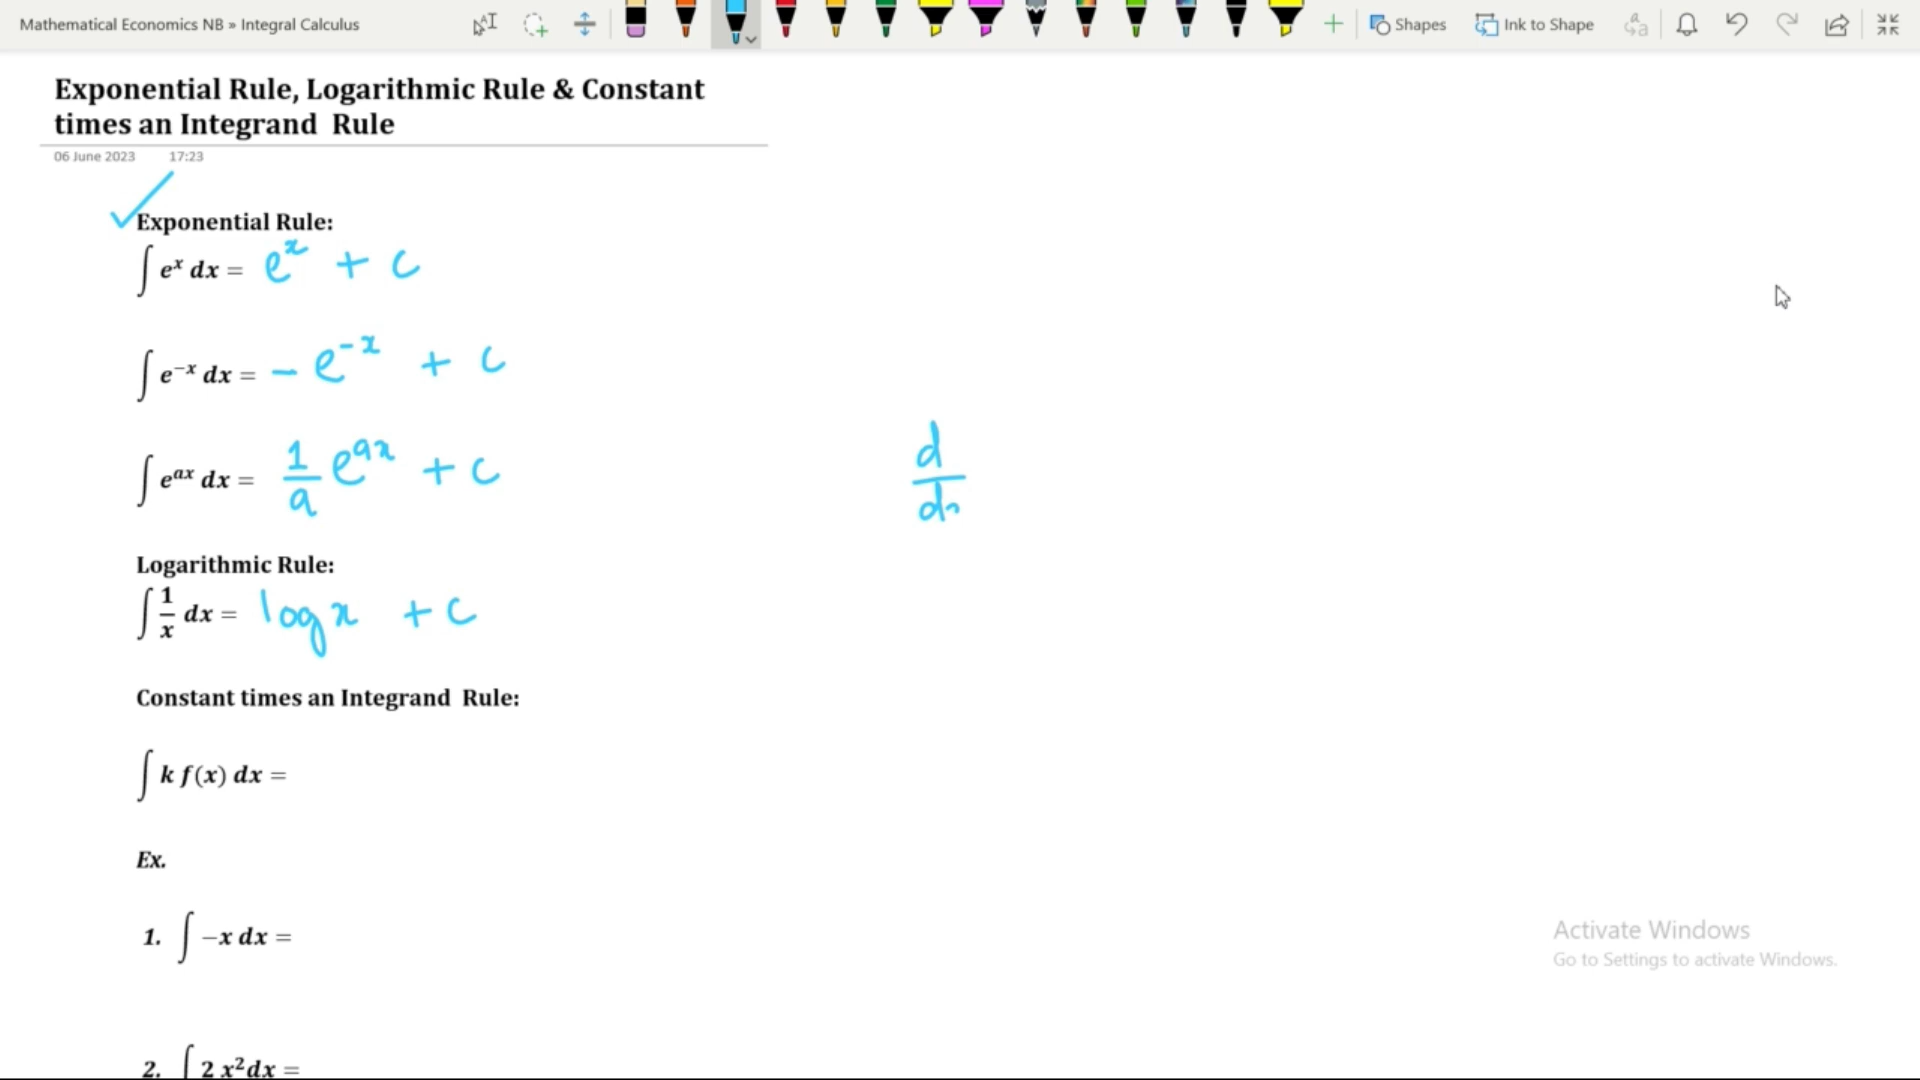 Mathematical Economics NB » Integral Calculus
Shapes
Ink to Shape
Exponential Rule, Logarithmic Rule & Constant
times an Integrand Rule
06 June 2023 17:23
Exponential Rule:
∫ eˣ dx = eˣ + c
∫ e⁻ˣ dx = − e⁻ˣ + c
∫ eᵃˣ dx = 1/a eᵃˣ + c
d/dx
Logarithmic Rule:
∫ 1/x dx = log x + c
Constant times an Integrand Rule:
∫ k f(x) dx =
Ex.
1. ∫ −x dx =
Activate Windows
Go to Settings to activate Windows.
2. ∫ 2 x² dx =